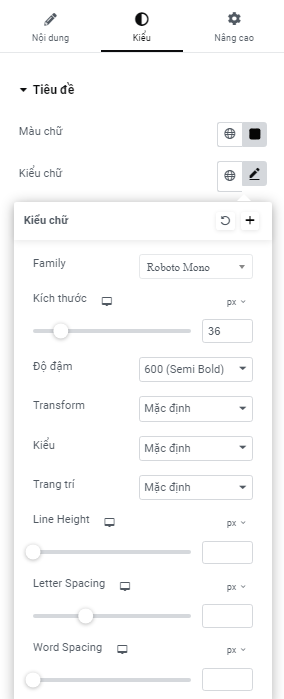 Nội dung
Kiểu
Nâng cao
Tiêu đề
Màu chữ
Kiểu chữ
Kiểu chữ
Family
Roboto Mono
Kích thước
px
36
Độ đậm
600 (Semi Bold)
Transform
Mặc định
Kiểu
Mặc định
Trang trí
Mặc định
Line Height
px
Letter Spacing
px
Word Spacing
px